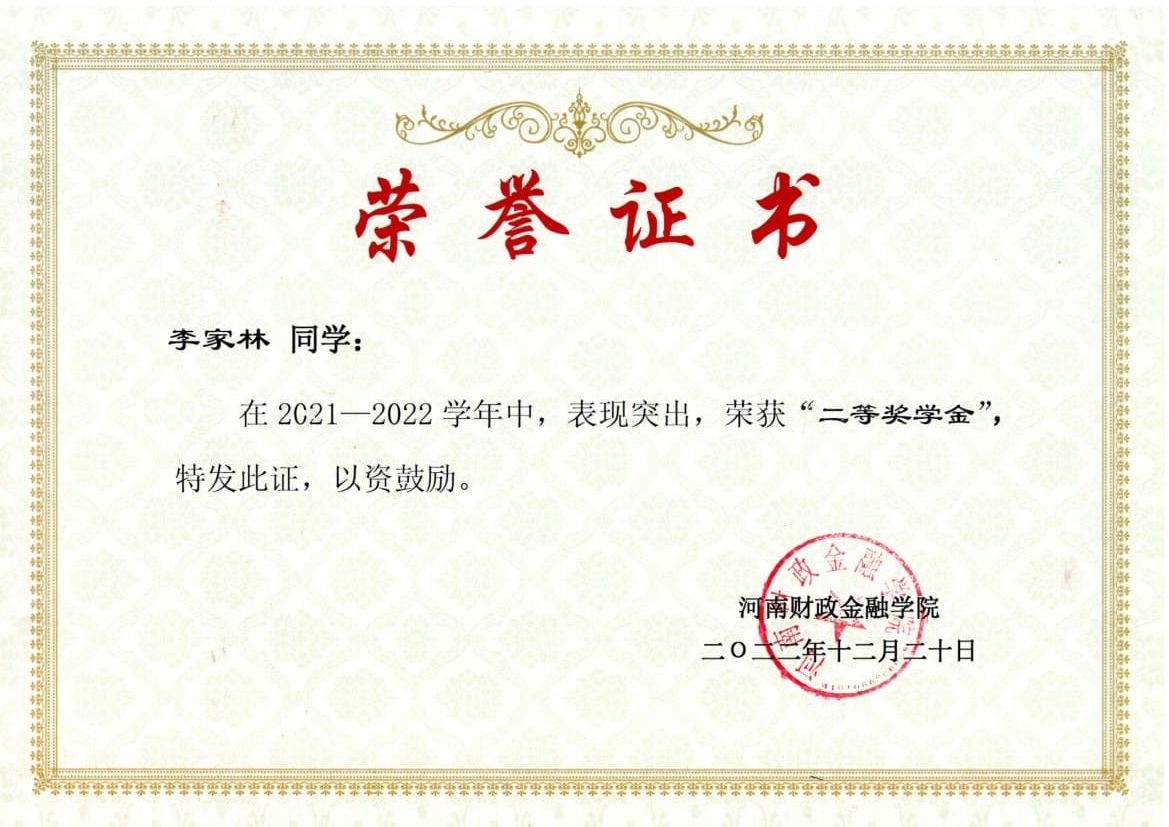 荣誉证书
李家林 同学：
在 2021—2022 学年中，表现突出，荣获“二等奖学金”，
特发此证，以资鼓励。
河南财政金融学院
二〇二二年十二月二十日
河南财政金融学院